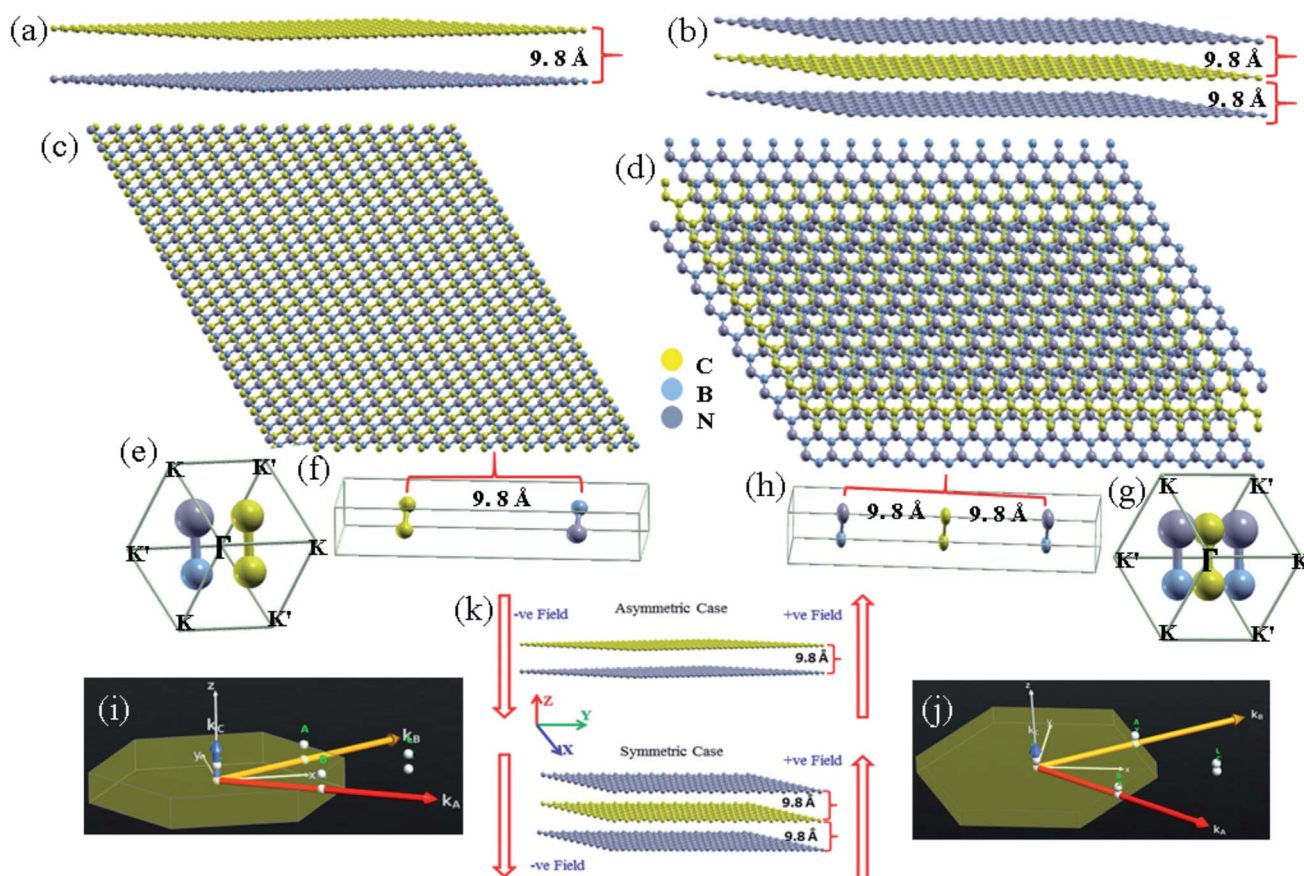 (a)
9.8 Å
(b)
9.8 Å
9.8 Å
(c)
(d)
C
B
N
(e)
K
K'
K'
Γ
K
K
K'
(f)
9.8 Å
(h)
9.8 Å 9.8 Å
(g)
K
K'
K'
Γ
K
K
K'
(k)
Asymmetric Case
-ve Field
+ve Field
9.8 Å
Z
Y
X
Symmetric Case
+ve Field
9.8 Å
9.8 Å
-ve Field
(i)
z
kC
A
kB
y
B
x
kA
(j)
z
y
kC
A
kB
L
x
B
kA